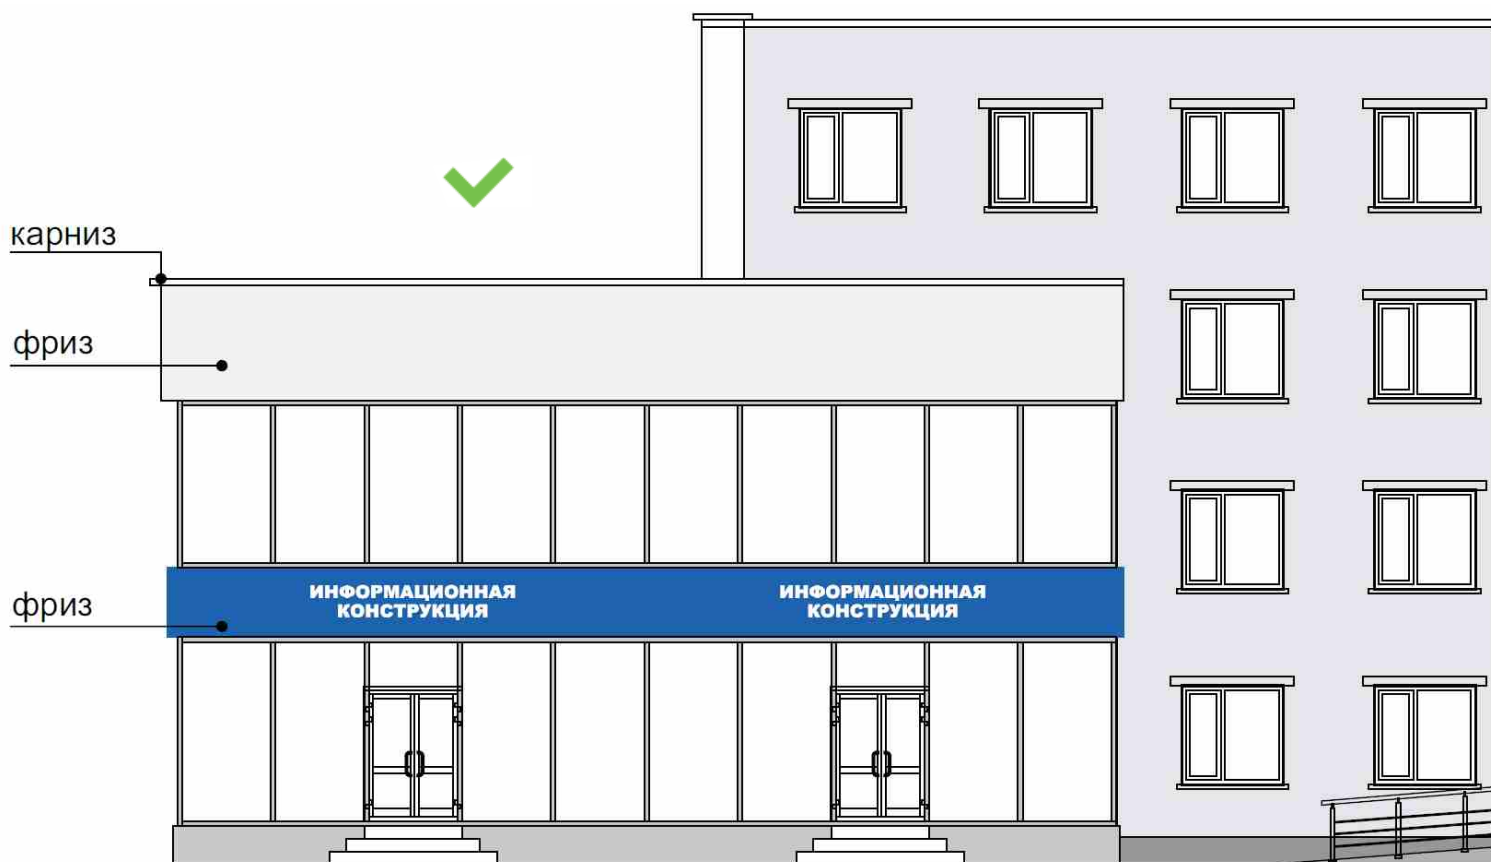 карниз
фриз
фриз
ИНФОРМАЦИОННАЯ
КОНСТРУКЦИЯ
ИНФОРМАЦИОННАЯ
КОНСТРУКЦИЯ